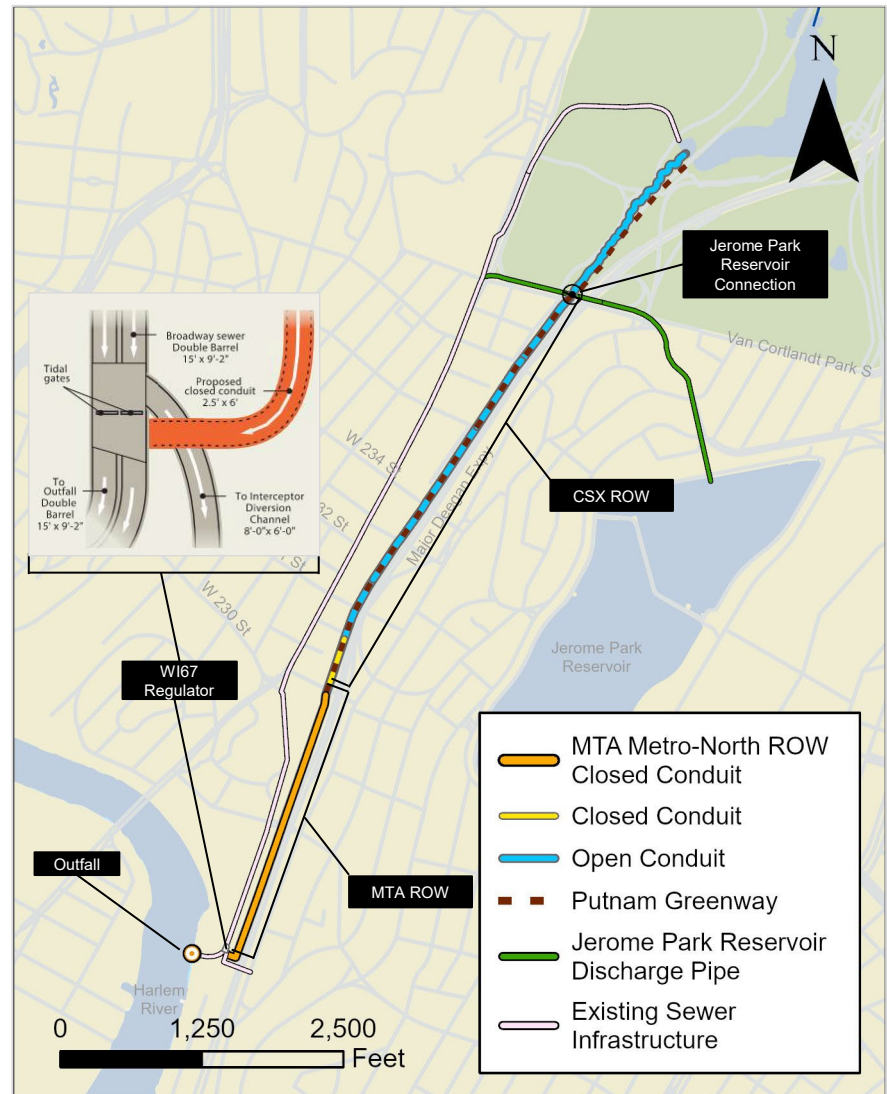 N
Jerome Park
Reservoir
Connection
Van Cortlandt Park S
Broadway sewer
Double Barrel
15' x 9'-2"
Tidal
gates
Proposed
closed conduit
2.5' x 6'
To
Outfall
Double
Barrel
15' x 9'-2"
To Interceptor
Diversion
Channel
8'-0"x 6'-0"
W 234 St
Major Deegan Expy
CSX ROW
32 St
St
W 230 St
Jerome Park
Reservoir
WI67
Regulator
MTA Metro-North ROW
Closed Conduit
Closed Conduit
Open Conduit
Putnam Greenway
Jerome Park Reservoir
Discharge Pipe
Existing Sewer
Infrastructure
Outfall
MTA ROW
Harlem
River
0 1,250 2,500
Feet